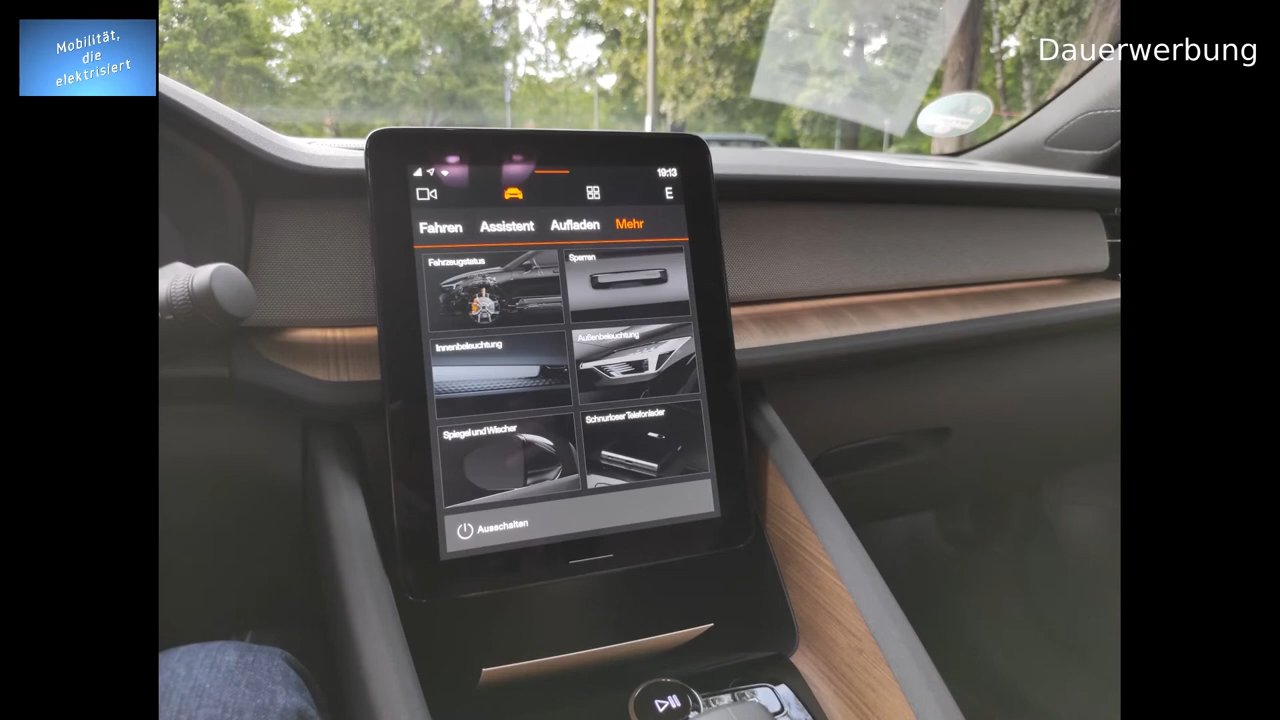 Mobilität,
die
elektrisiert
Dauerwerbung
19:13
E
Fahren Assistent Aufladen Mehr
Fahrzeugstatus Sperren
Innenbeleuchtung Außenbeleuchtung
Spiegel und Wischer Schnurloser Telefonlader
Ausschalten